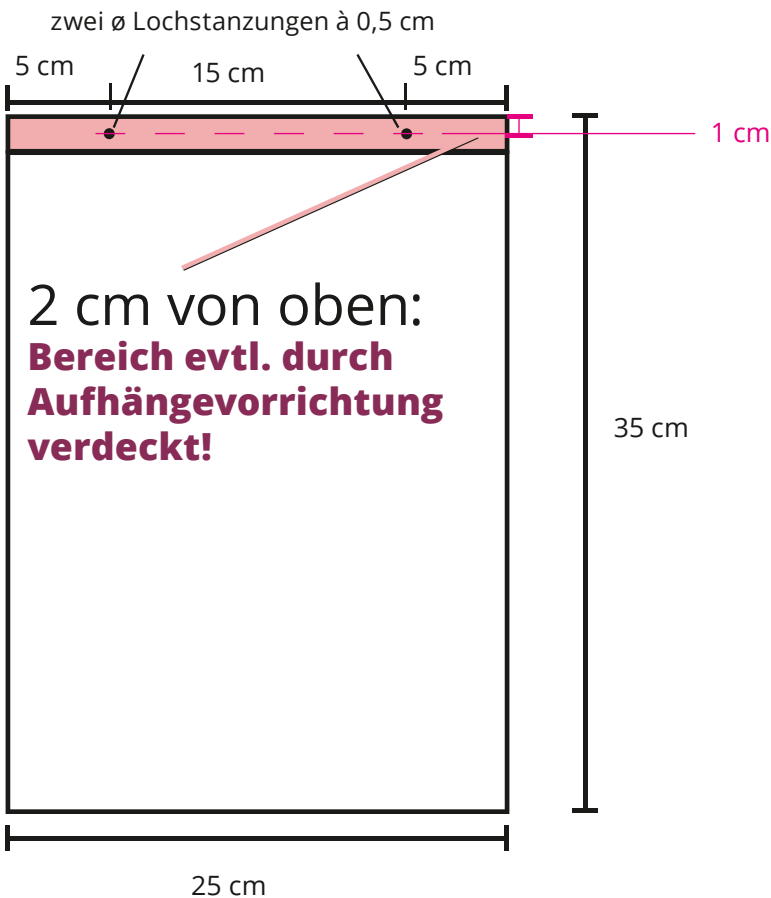 zwei ø Lochstanzungen à 0,5 cm
5 cm
15 cm
5 cm
1 cm
2 cm von oben:
Bereich evtl. durch
Aufhängevorrichtung
verdeckt!
35 cm
25 cm